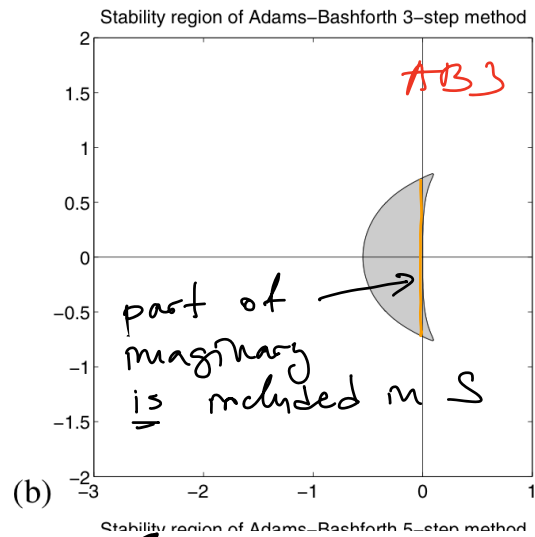 Stability region of Adams−Bashforth 3−step method
2
AB3
1.5
1
0.5
0
part of
−0.5
imaginary
−1
is included in S
−1.5
−2
(b)
−3 −2 −1 0 1
Stability region of Adams−Bashforth 5−step method